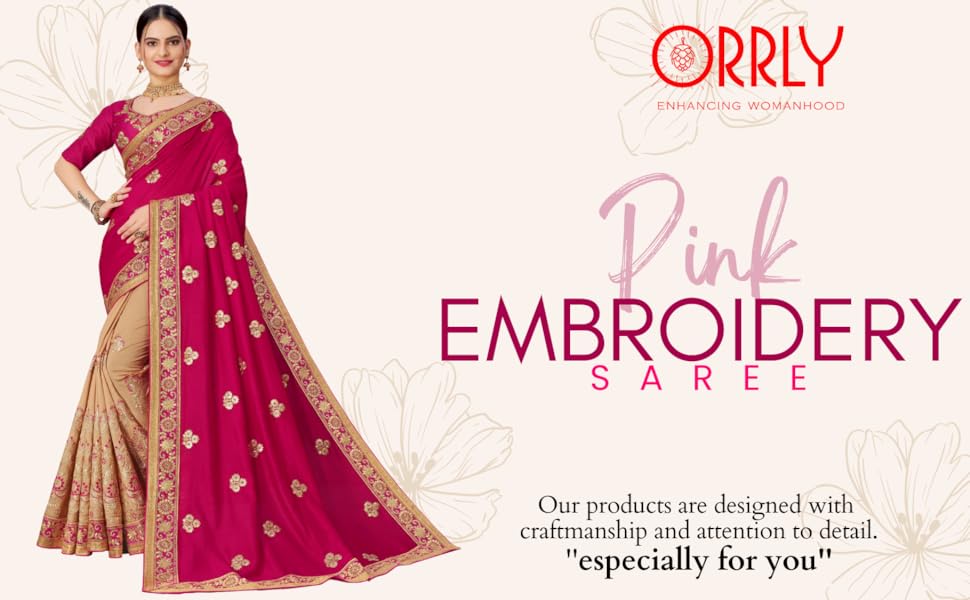 ORRLY
ENHANCING WOMANHOOD
Pink
EMBROIDERY
SAREE
Our products are designed with
craftmanship and attention to detail.
"especially for you"